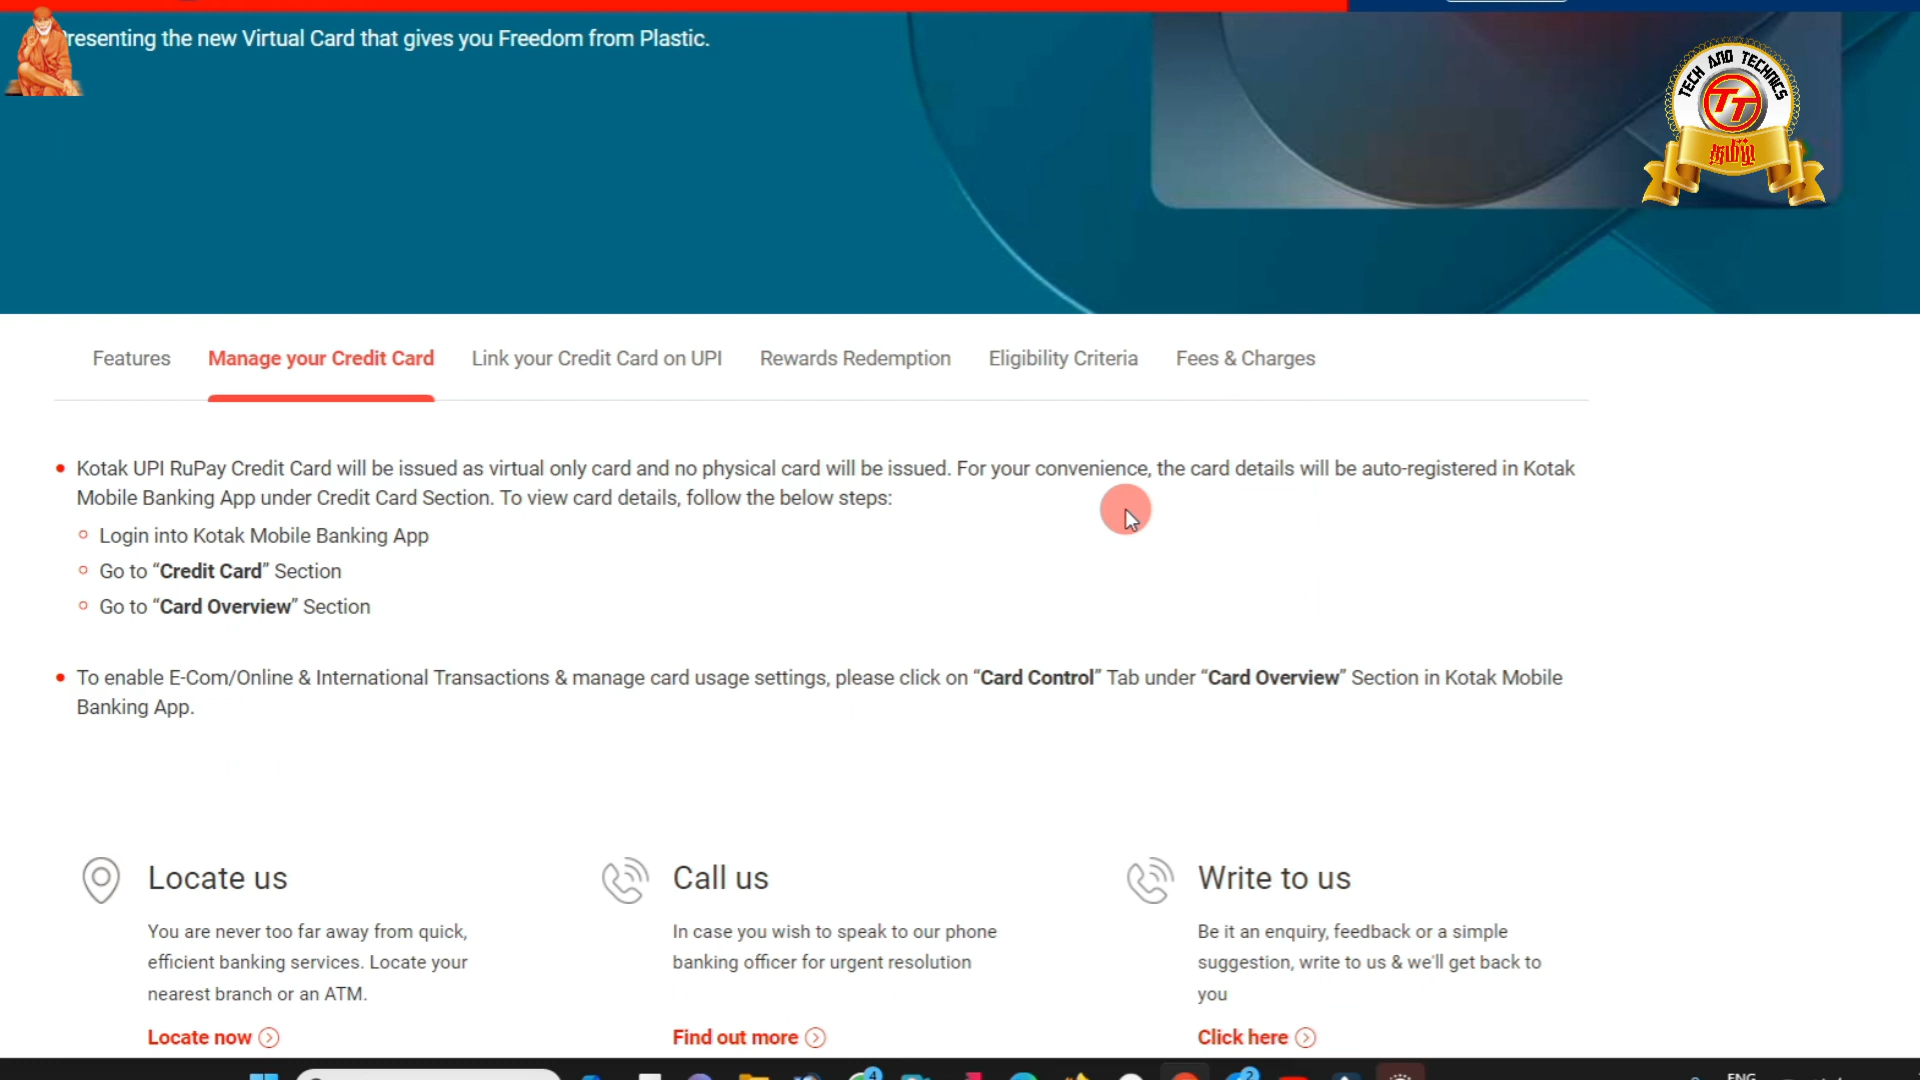 resenting the new Virtual Card that gives you Freedom from Plastic.
TECH AND TECHNICS
TT
தமிழ்
Features
Manage your Credit Card
Link your Credit Card on UPI
Rewards Redemption
Eligibility Criteria
Fees & Charges
Kotak UPI RuPay Credit Card will be issued as virtual only card and no physical card will be issued. For your convenience, the card details will be auto-registered in Kotak
Mobile Banking App under Credit Card Section. To view card details, follow the below steps:
Login into Kotak Mobile Banking App
Go to “Credit Card” Section
Go to “Card Overview” Section
To enable E-Com/Online & International Transactions & manage card usage settings, please click on “Card Control” Tab under “Card Overview” Section in Kotak Mobile
Banking App.
Locate us
You are never too far away from quick,
efficient banking services. Locate your
nearest branch or an ATM.
Locate now
Call us
In case you wish to speak to our phone
banking officer for urgent resolution
Find out more
Write to us
Be it an enquiry, feedback or a simple
suggestion, write to us & we'll get back to
you
Click here
4
2
ENG